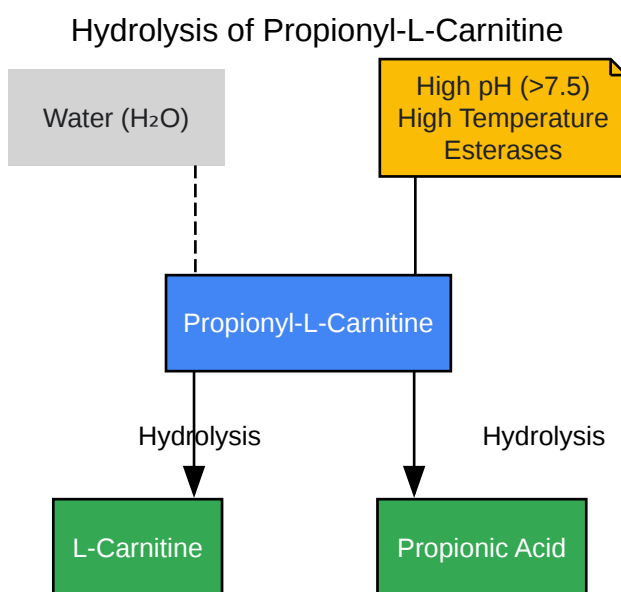 Hydrolysis of Propionyl-L-Carnitine
Water (H₂O)
High pH (>7.5)
High Temperature
Esterases
Propionyl-L-Carnitine
Hydrolysis
Hydrolysis
L-Carnitine
Propionic Acid